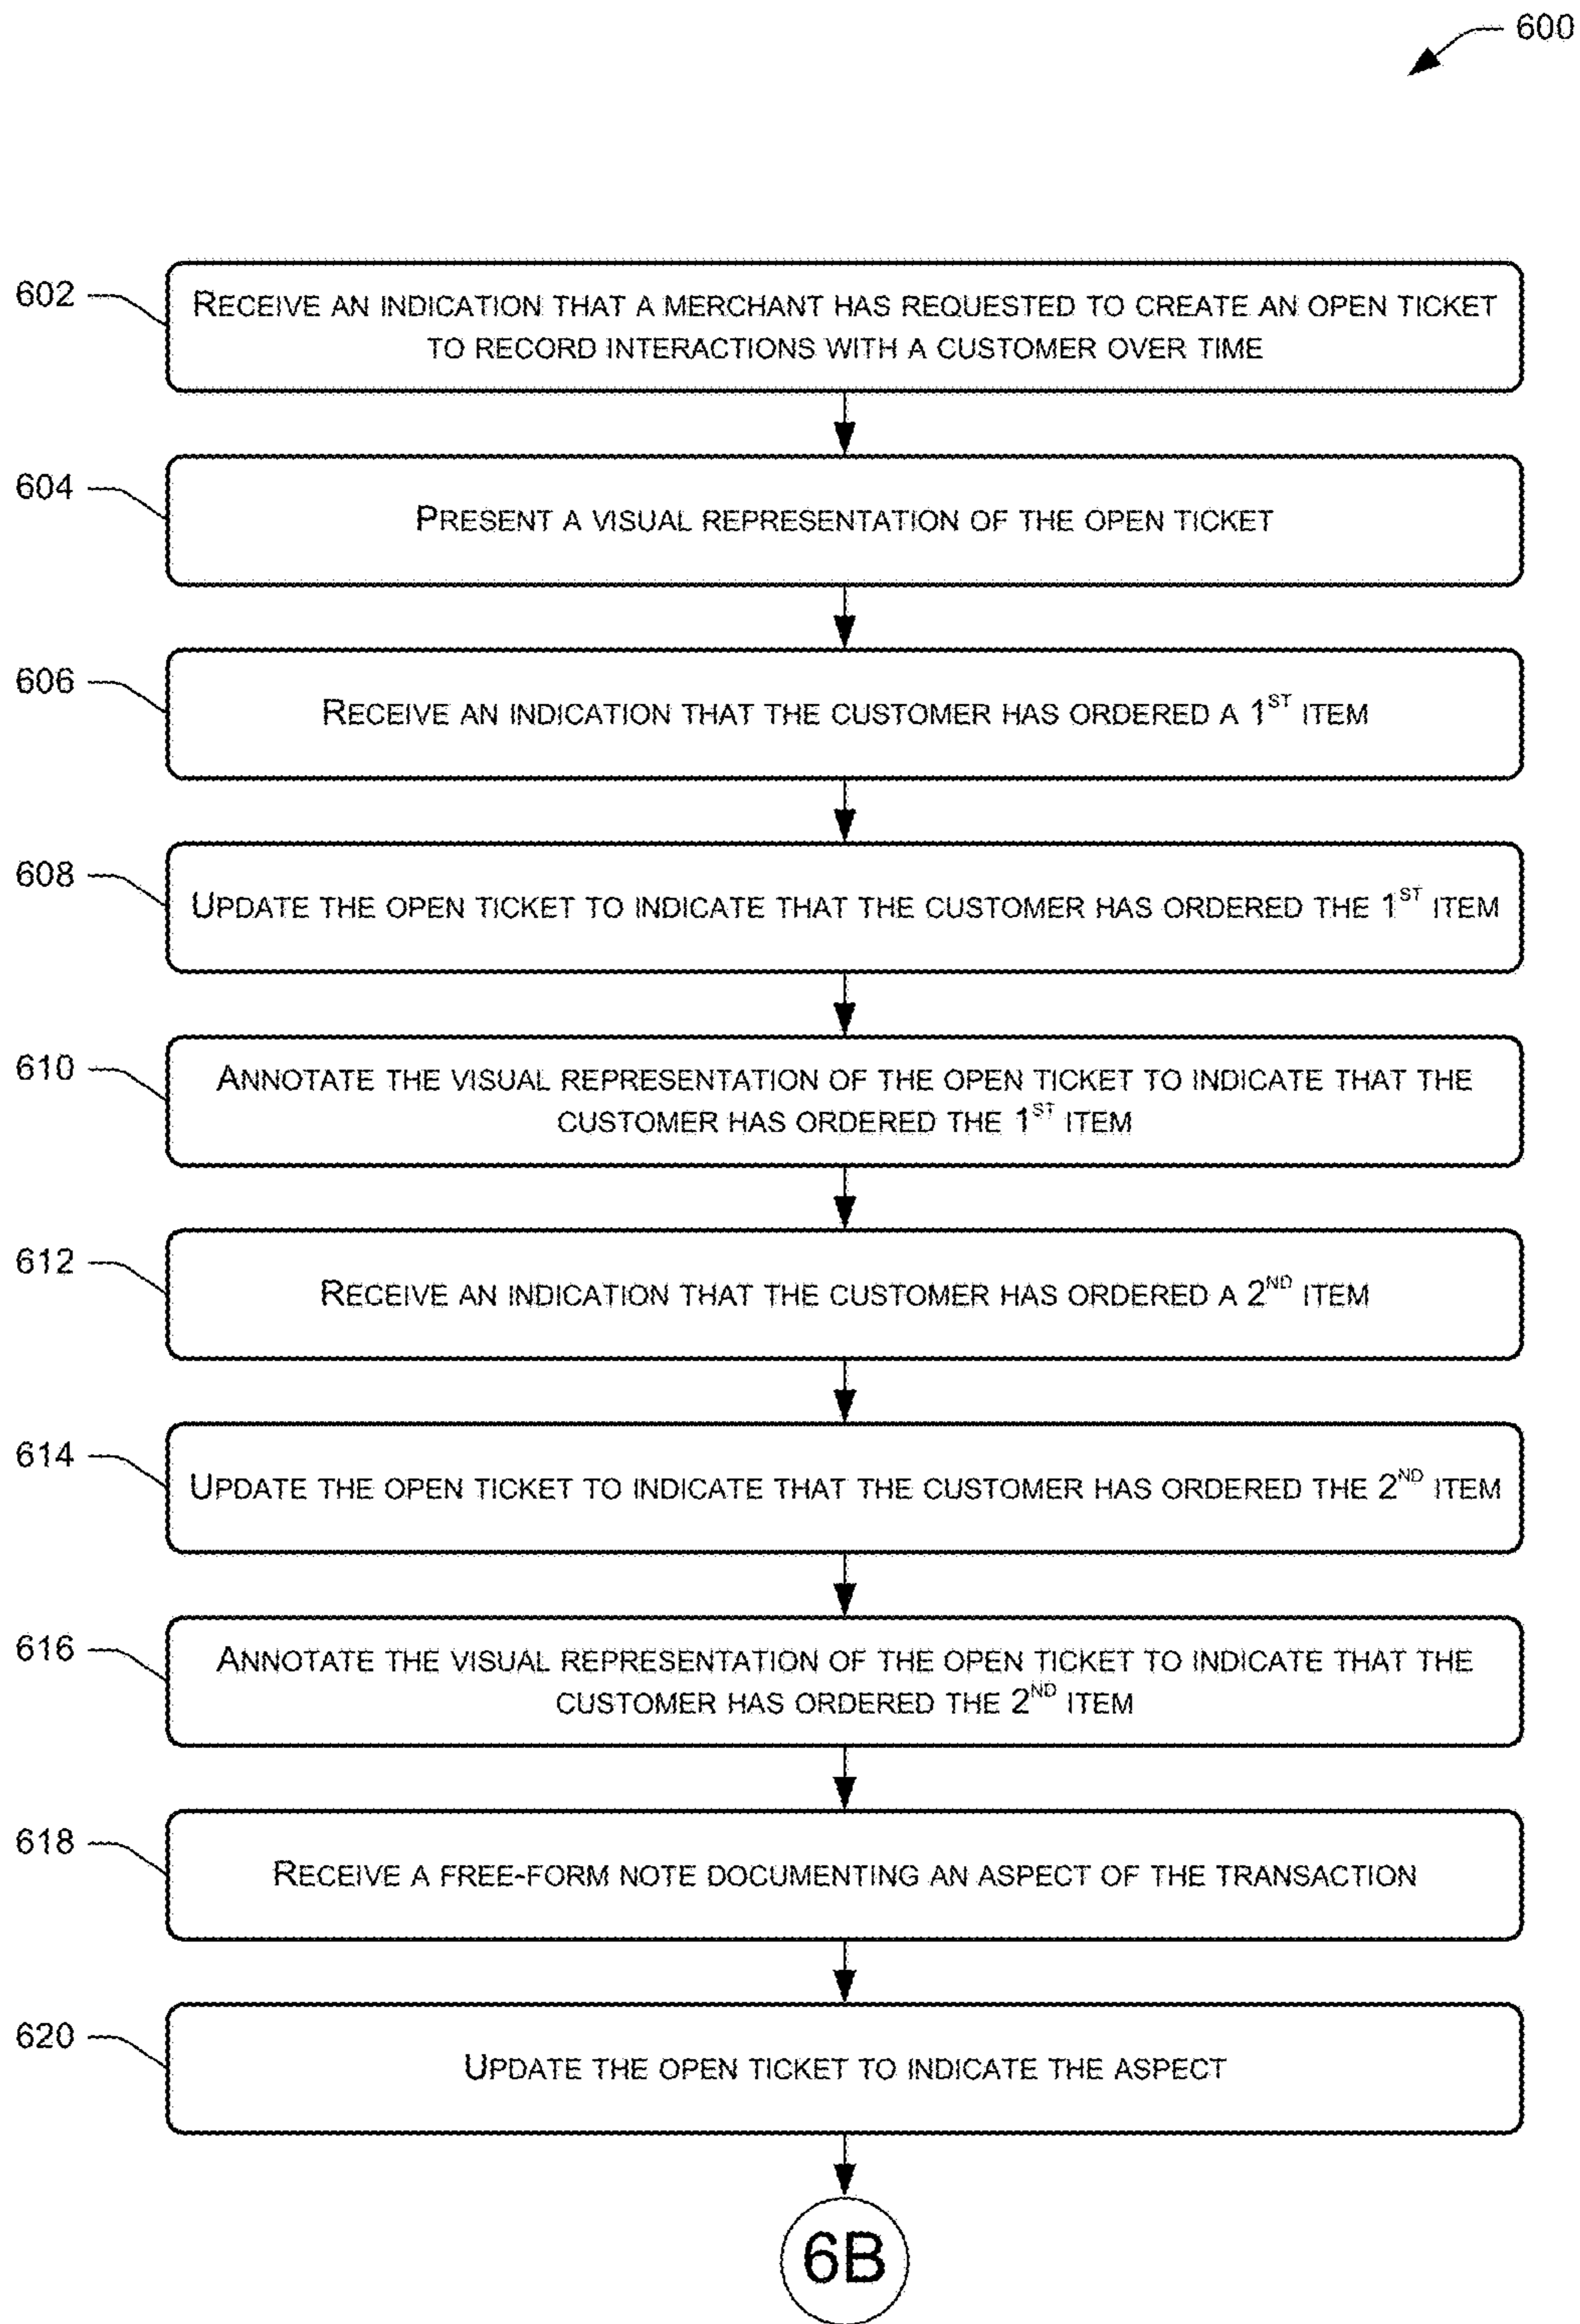 600
602
RECEIVE AN INDICATION THAT A MERCHANT HAS REQUESTED TO CREATE AN OPEN TICKET
TO RECORD INTERACTIONS WITH A CUSTOMER OVER TIME
604
PRESENT A VISUAL REPRESENTATION OF THE OPEN TICKET
606
RECEIVE AN INDICATION THAT THE CUSTOMER HAS ORDERED A 1ST ITEM
608
UPDATE THE OPEN TICKET TO INDICATE THAT THE CUSTOMER HAS ORDERED THE 1ST ITEM
610
ANNOTATE THE VISUAL REPRESENTATION OF THE OPEN TICKET TO INDICATE THAT THE
CUSTOMER HAS ORDERED THE 1ST ITEM
612
RECEIVE AN INDICATION THAT THE CUSTOMER HAS ORDERED A 2ND ITEM
614
UPDATE THE OPEN TICKET TO INDICATE THAT THE CUSTOMER HAS ORDERED THE 2ND ITEM
616
ANNOTATE THE VISUAL REPRESENTATION OF THE OPEN TICKET TO INDICATE THAT THE
CUSTOMER HAS ORDERED THE 2ND ITEM
618
RECEIVE A FREE-FORM NOTE DOCUMENTING AN ASPECT OF THE TRANSACTION
620
UPDATE THE OPEN TICKET TO INDICATE THE ASPECT
6B